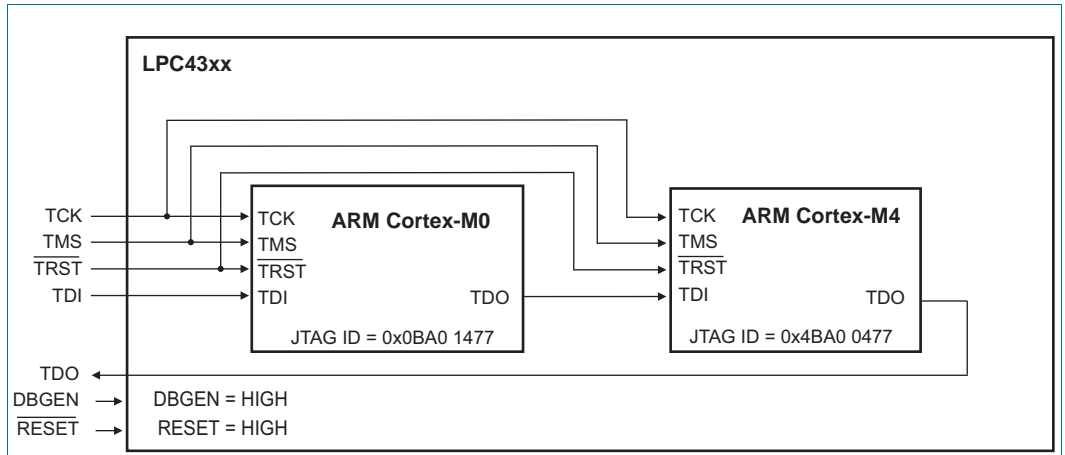 LPC43xx
TCK
TMS
TRST
TDI
TDO
DBGEN
RESET
TCK
ARM Cortex-M0
TMS
TRST
TDI
TDO
JTAG ID = 0x0BA0 1477
TCK
ARM Cortex-M4
TMS
TRST
TDI
TDO
JTAG ID = 0x4BA0 0477
DBGEN = HIGH
RESET = HIGH